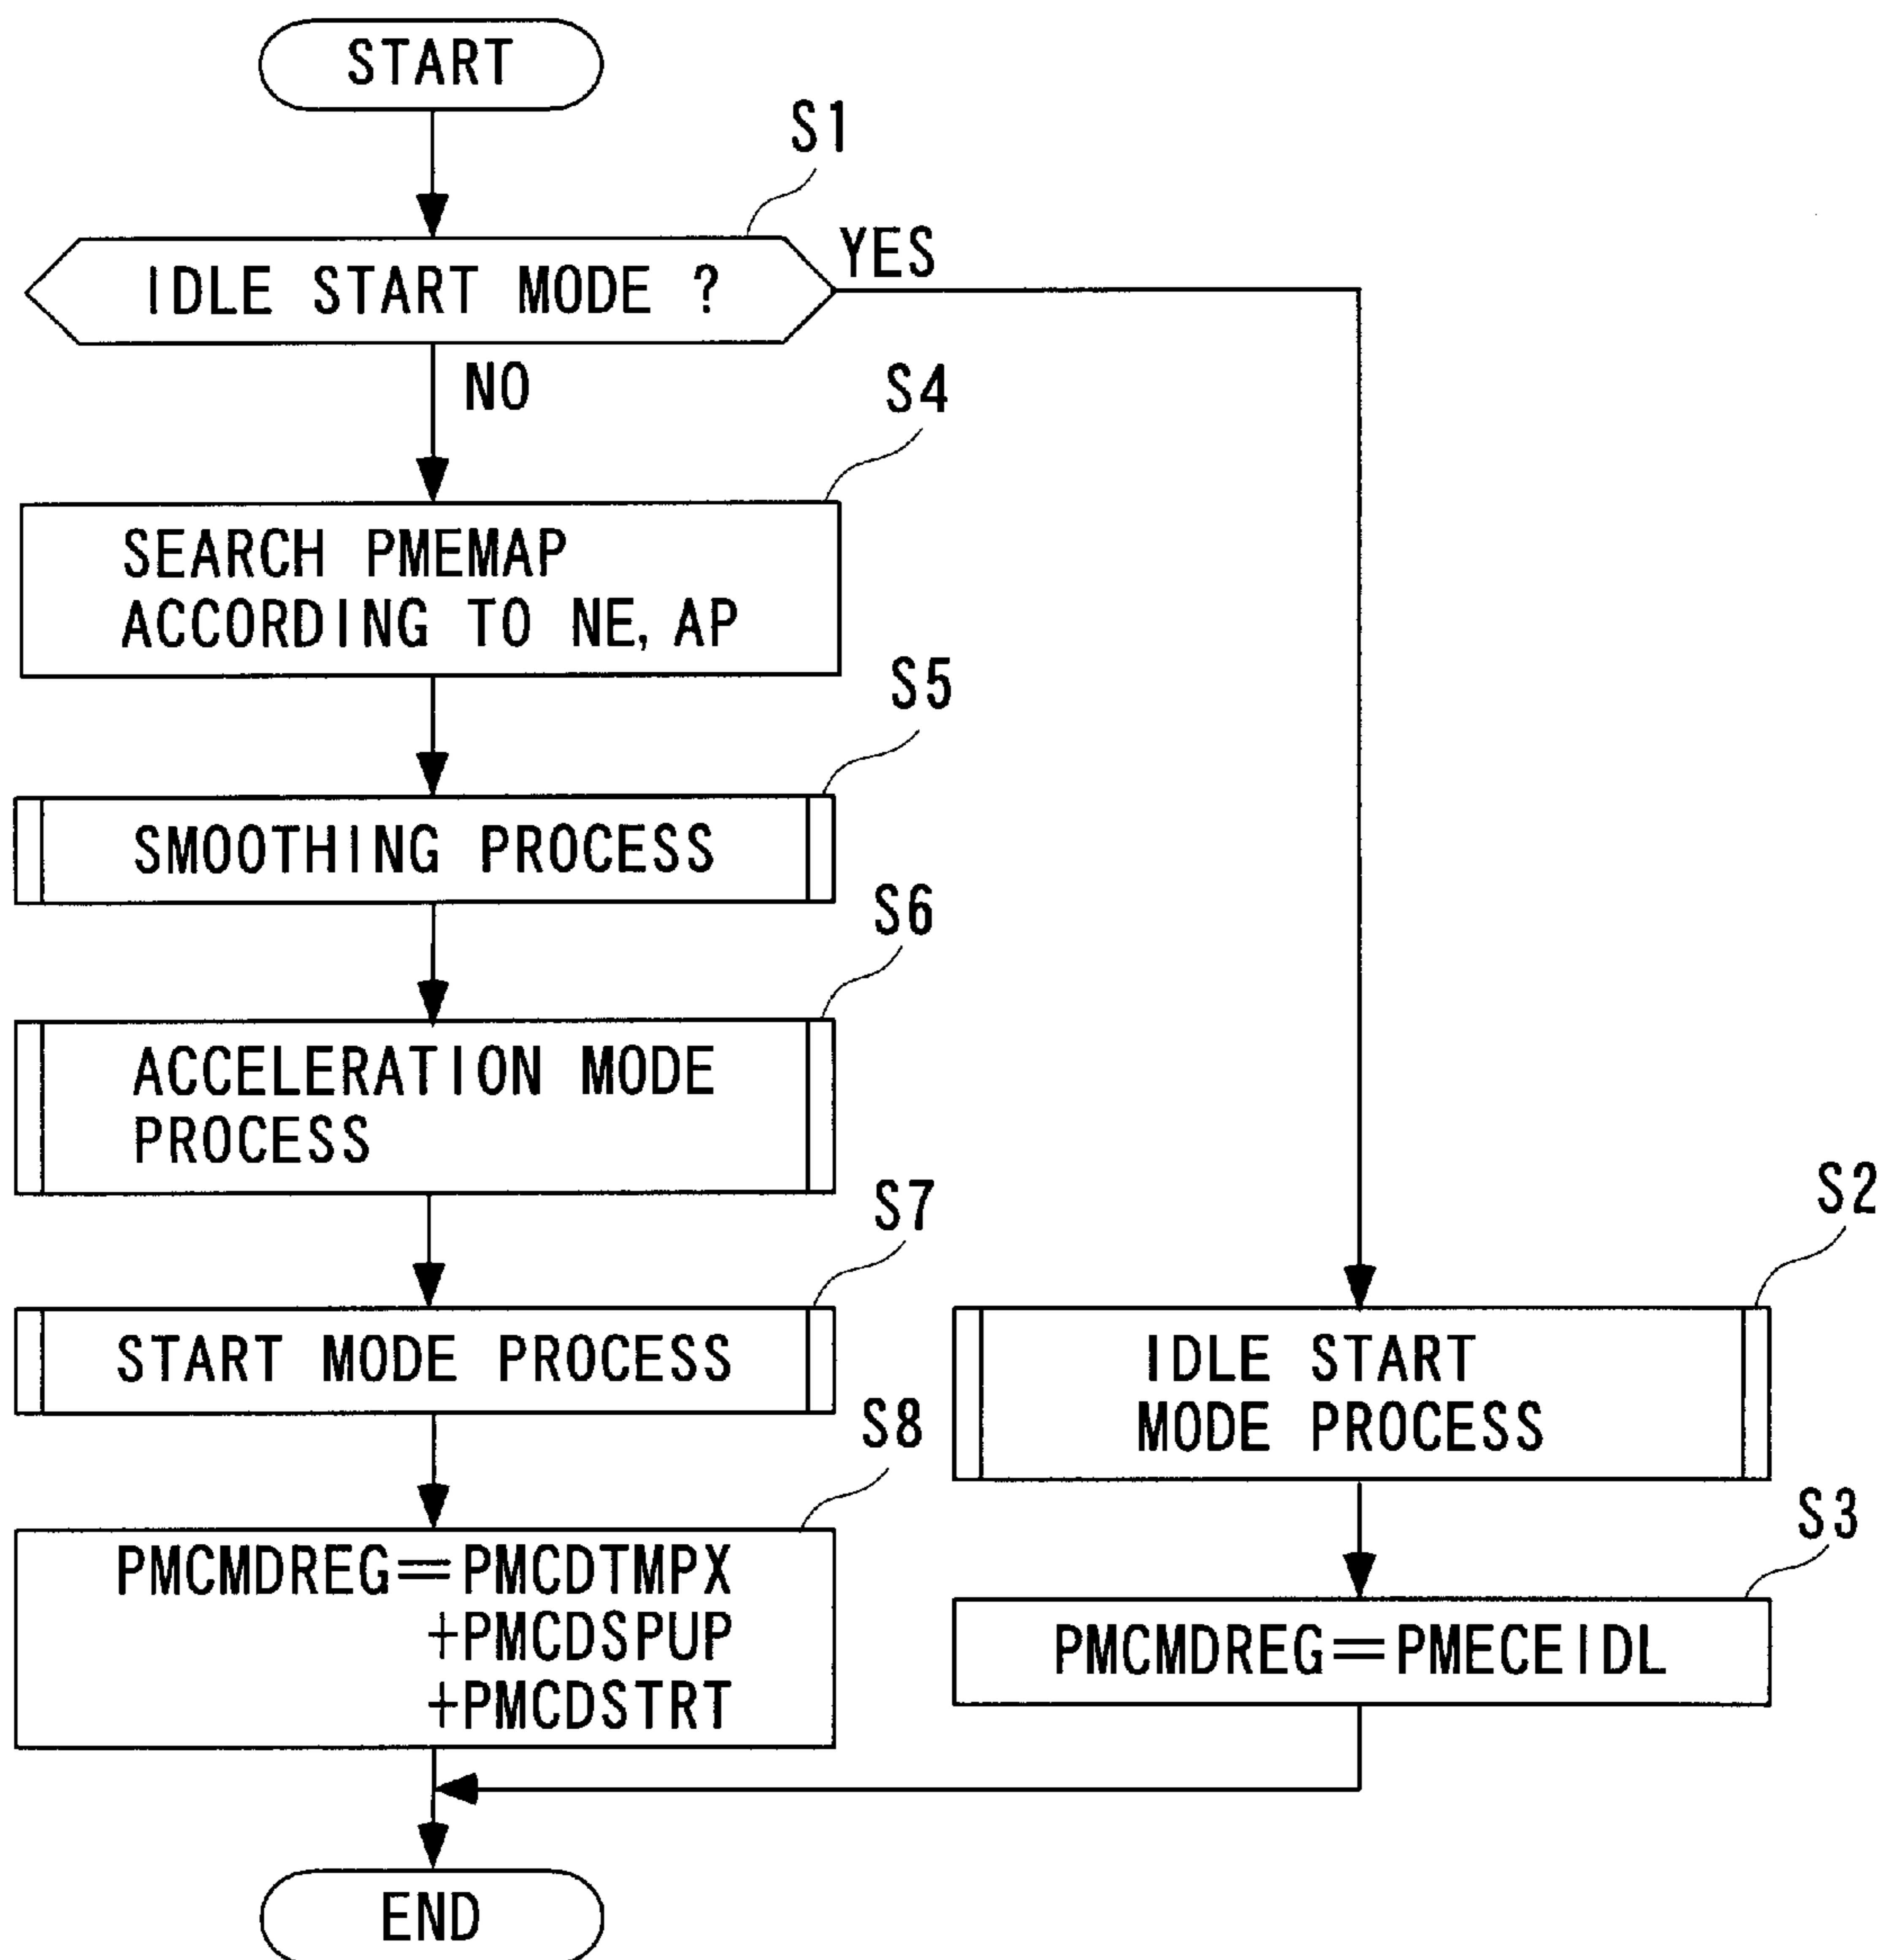 START
S1
IDLE START MODE ?
YES
NO
S4
SEARCH PMEMAP
ACCORDING TO NE, AP
S5
SMOOTHING PROCESS
S6
ACCELERATION MODE
PROCESS
S7
START MODE PROCESS
S2
IDLE START
MODE PROCESS
S8
PMCMDREG=PMCDTMPX
+PMCDSPUP
+PMCDSTRT
S3
PMCMDREG=PMECEIDL
END